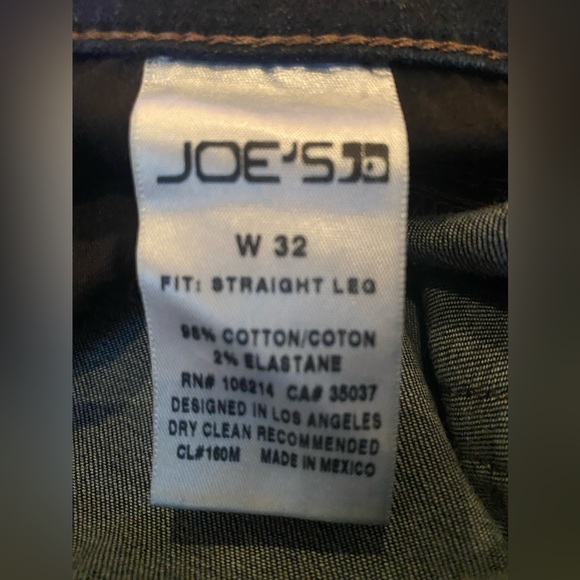 JOE'S
W 32
FIT: STRAIGHT LEG
98% COTTON/COTON
2% ELASTANE
RN# 106214 CA# 35037
DESIGNED IN LOS ANGELES
DRY CLEAN RECOMMENDED
CL#160M MADE IN MEXICO